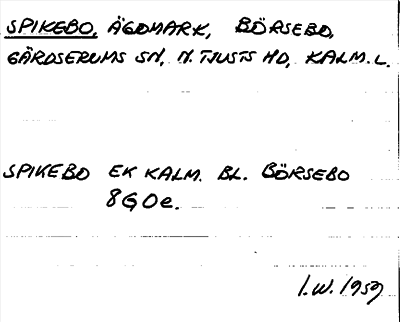 SPIKEBO, ÄGOMARK, BÖRSEBO,
GÄRDSERUMS SN, N. TJUSTS HD, KALM. L.
SPIKEBO EK KALM. BL. BÖRSEBO
8G0e.
I.W. 1959